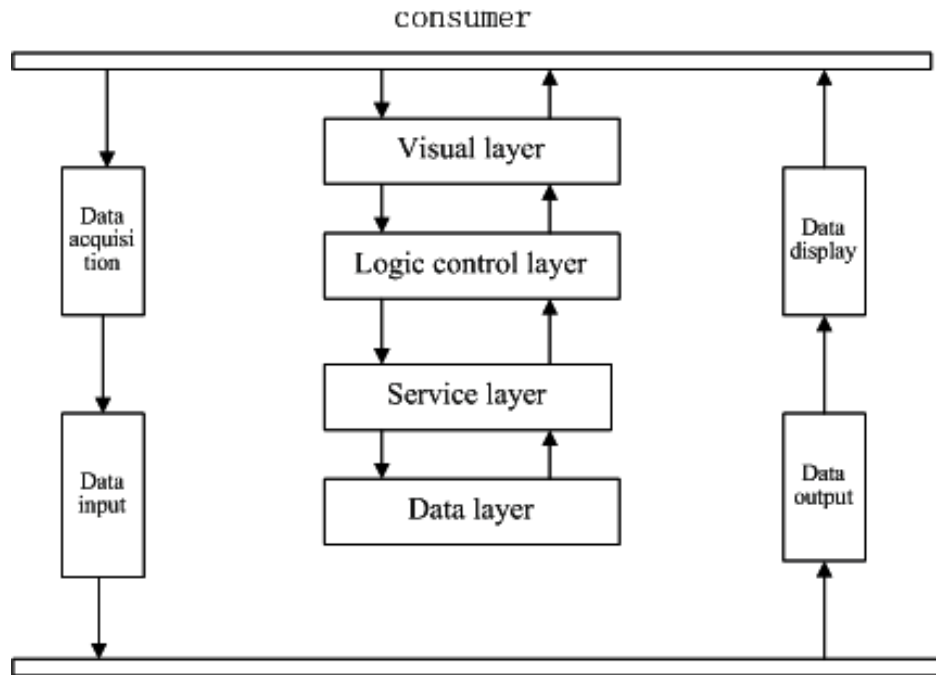 consumer
Visual layer
Data
acquisi
tion
Logic control layer
Data
display
Service layer
Data
input
Data layer
Data
output